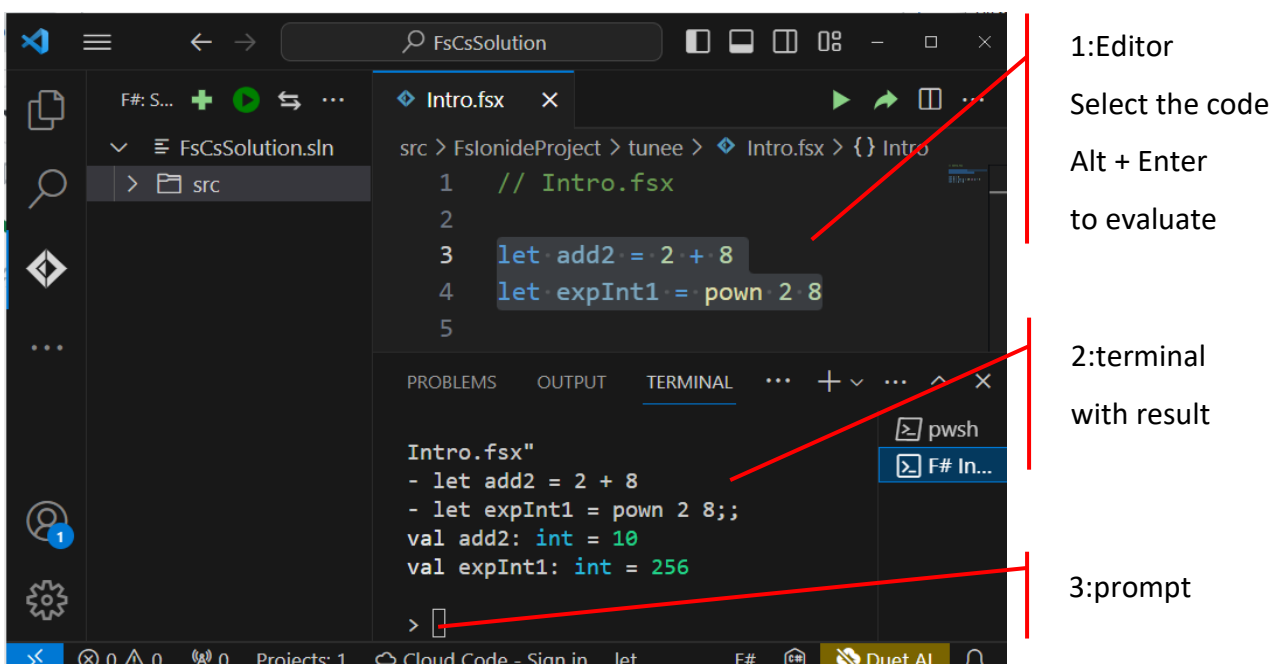 FsCsSolution
F#: S... ...
Intro.fsx
FsCsSolution.sln
src
src > FsIonideProject > tunee > Intro.fsx > {} Intro
1 // Intro.fsx
2
3 let add2 = 2 + 8
4 let expInt1 = pown 2 8
5
PROBLEMS OUTPUT TERMINAL ...
pwsh
F# In...
Intro.fsx"
- let add2 = 2 + 8
- let expInt1 = pown 2 8;;
val add2: int = 10
val expInt1: int = 256
>
1
0 0 0 Projects: 1 Cloud Code - Sign in let F# C# Duet AI
1:Editor
Select the code
Alt + Enter
to evaluate
2:terminal
with result
3:prompt